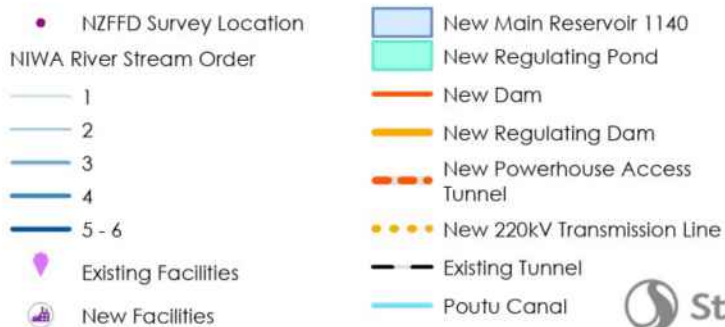 NZFFD Survey Location
NIWA River Stream Order
1
2
3
4
5 - 6
Existing Facilities
New Facilities
New Main Reservoir 1140
New Regulating Pond
New Dam
New Regulating Dam
New Powerhouse Access
Tunnel
New 220kV Transmission Line
Existing Tunnel
Poutu Canal
St